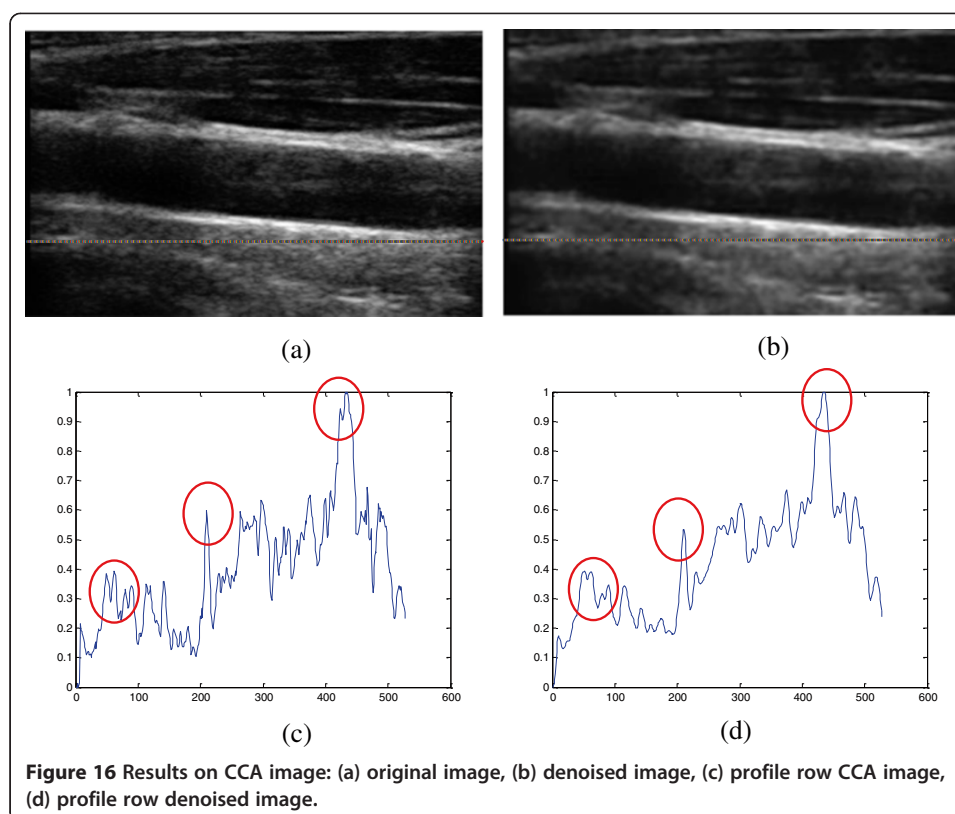 (a)
(b)
1
0.9
0.8
0.7
0.6
0.5
0.4
0.3
0.2
0.1
0
0 100 200 300 400 500 600
(c)
1
0.9
0.8
0.7
0.6
0.5
0.4
0.3
0.2
0.1
0
0 100 200 300 400 500 600
(d)
Figure 16 Results on CCA image: (a) original image, (b) denoised image, (c) profile row CCA image,
(d) profile row denoised image.